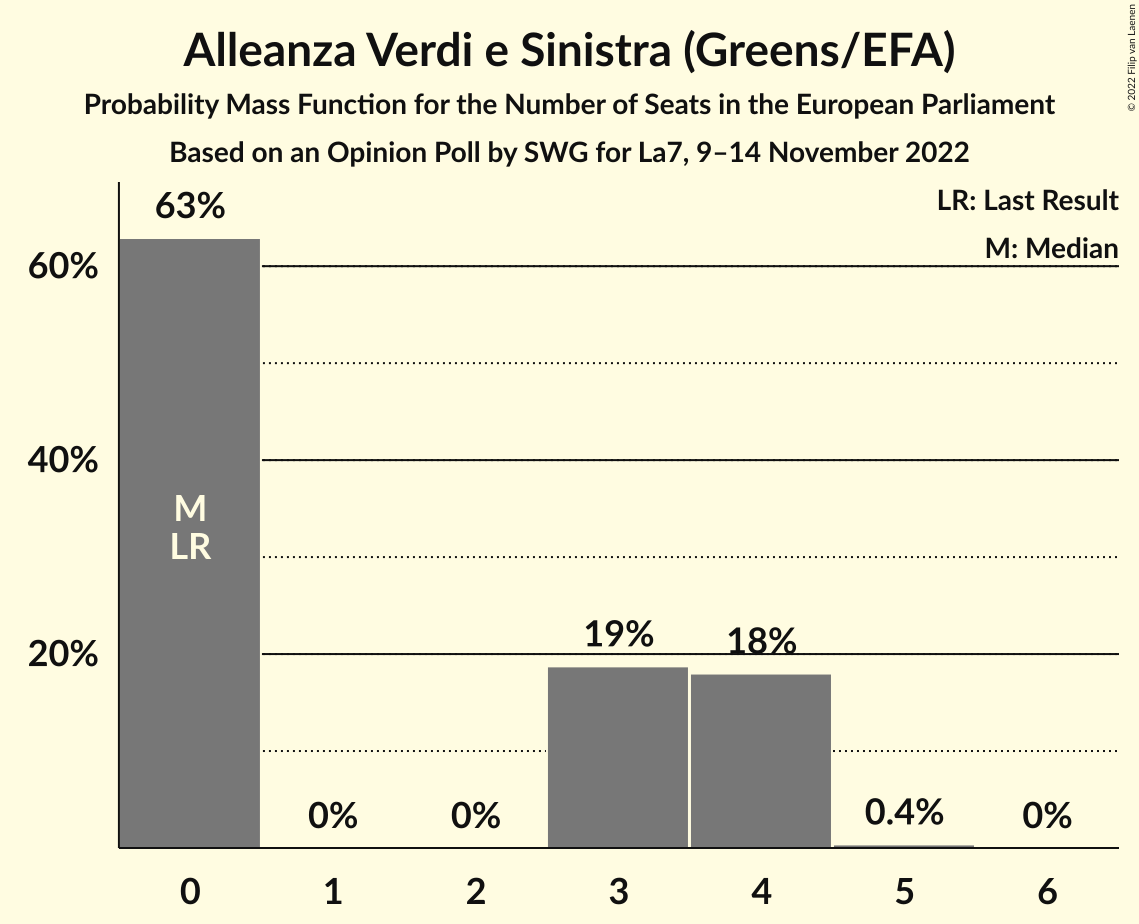 Alleanza Verdi e Sinistra (Greens/EFA)
Probability Mass Function for the Number of Seats in the European Parliament
Based on an Opinion Poll by SWG for La7, 9–14 November 2022
© 2022 Filip van Laenen
LR: Last Result
M: Median
63%
60%
40%
20%
M
LR
0%
0%
19%
18%
0.4%
0%
0
1
2
3
4
5
6